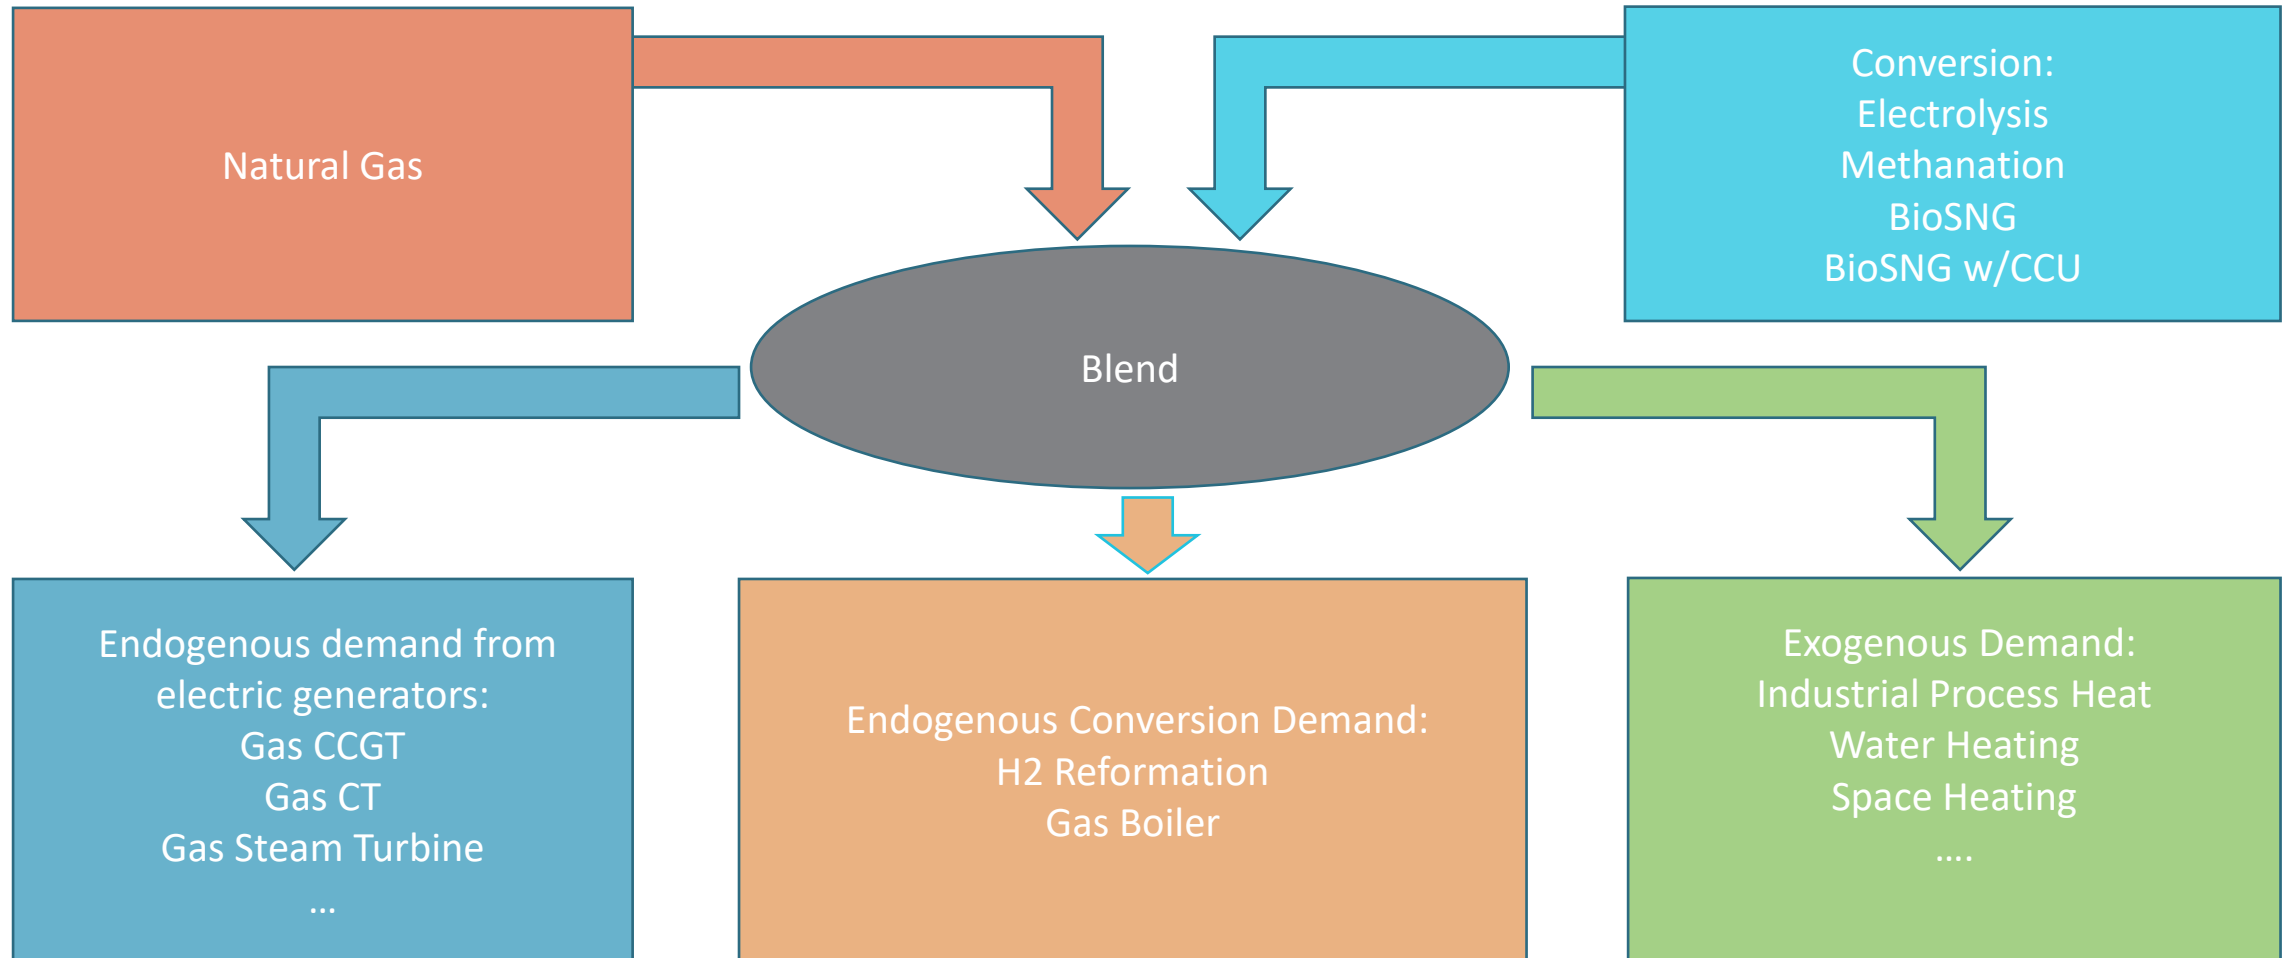 Natural Gas
Conversion:
Electrolysis
Methanation
BioSNG
BioSNG w/CCU
Blend
Endogenous demand from
electric generators:
Gas CCGT
Gas CT
Gas Steam Turbine
...
Endogenous Conversion Demand:
H2 Reformation
Gas Boiler
Exogenous Demand:
Industrial Process Heat
Water Heating
Space Heating
....